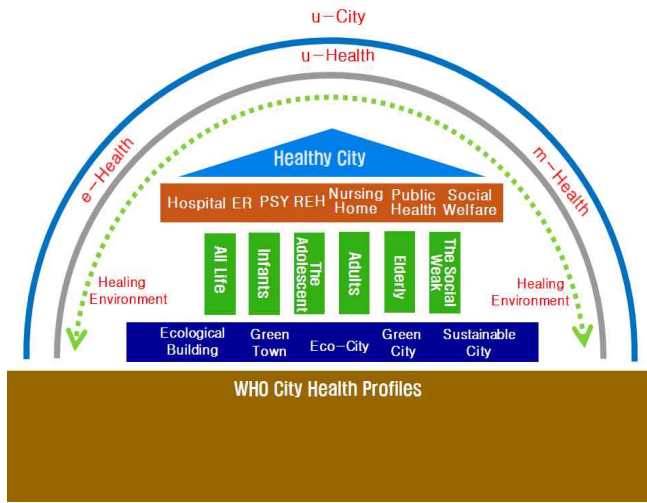 u-City
u-Health
e-Health
m-Health
Healthy City
Hospital ER PSY REH Nursing Home Public Health Social Welfare
All Life
Infants
The Adolescent
Adults
Elderly
The Social Weak
Healing
Environment
Healing
Environment
Ecological
Building
Green
Town
Eco-City
Green
City
Sustainable
City
WHO City Health Profiles